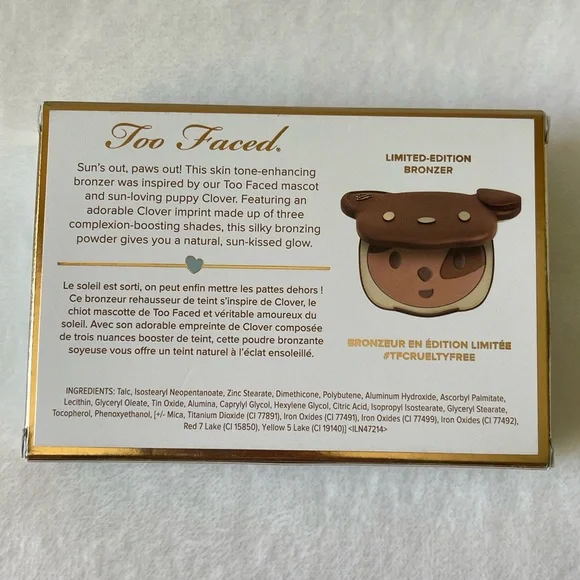 Too Faced.
Sun's out, paws out! This skin tone-enhancing
bronzer was inspired by our Too Faced mascot
and sun-loving puppy Clover. Featuring an
adorable Clover imprint made up of three
complexion-boosting shades, this silky bronzing
powder gives you a natural, sun-kissed glow.
Le soleil est sorti, on peut enfin mettre les pattes dehors !
Ce bronzeur rehausseur de teint s'inspire de Clover, le
chiot mascotte de Too Faced et véritable amoureux du
soleil. Avec son adorable empreinte de Clover composée
de trois nuances booster de teint, cette poudre bronzante
soyeuse vous offre un teint naturel à l'éclat ensoleillé.
LIMITED-EDITION
BRONZER
BRONZEUR EN ÉDITION LIMITÉE
#TFCRUELTYFREE
INGREDIENTS: Talc, Isostearyl Neopentanoate, Zinc Stearate, Dimethicone, Polybutene, Aluminum Hydroxide, Ascorbyl Palmitate,
Lecithin, Glyceryl Oleate, Tin Oxide, Alumina, Caprylyl Glycol, Hexylene Glycol, Citric Acid, Isopropyl Isostearate, Glyceryl Stearate,
Tocopherol, Phenoxyethanol, [+/- Mica, Titanium Dioxide (CI 77891), Iron Oxides (CI 77491), Iron Oxides (CI 77499), Iron Oxides (CI 77492),
Red 7 Lake (CI 15850), Yellow 5 Lake (CI 19140)] <ILN47214>